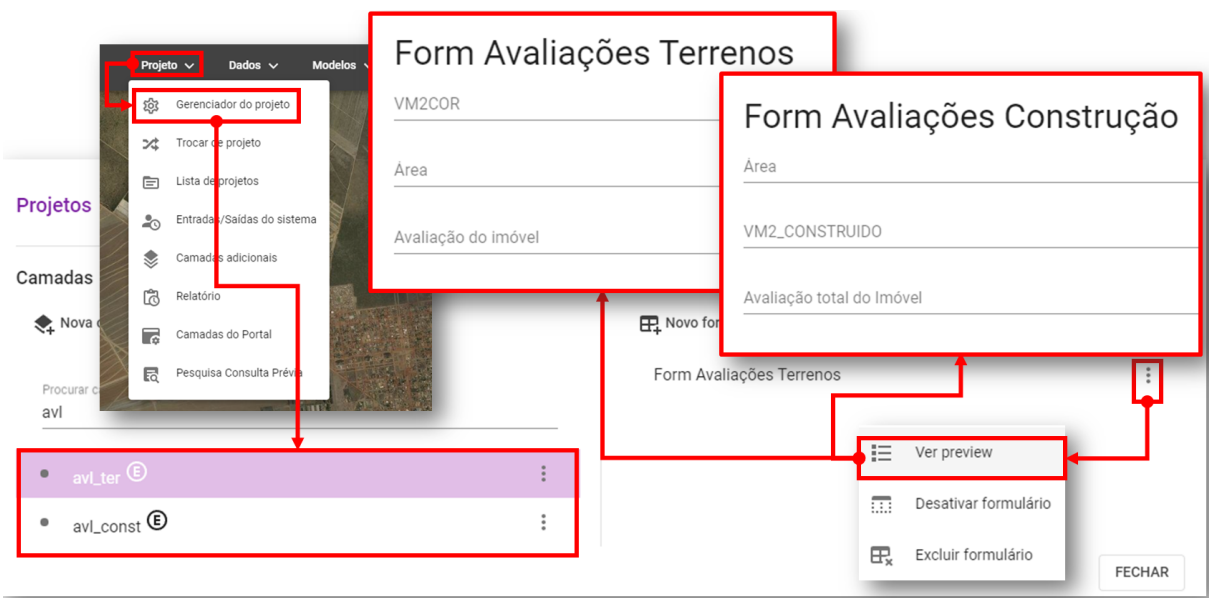 Projeto
Dados
Modelos
Gerenciador do projeto
Trocar de projeto
Lista de projetos
Entradas/Saídas do sistema
Camadas adicionais
Relatório
Camadas do Portal
Pesquisa Consulta Prévia
Form Avaliações Terrenos
VM2COR
Área
Avaliação do imóvel
Form Avaliações Construção
Área
VM2_CONSTRUIDO
Avaliação total do Imóvel
Projetos
Camadas
Nova
Procurar
avl
avl_ter E
avl_const E
Novo for
Form Avaliações Terrenos
Ver preview
Desativar formulário
Excluir formulário
FECHAR